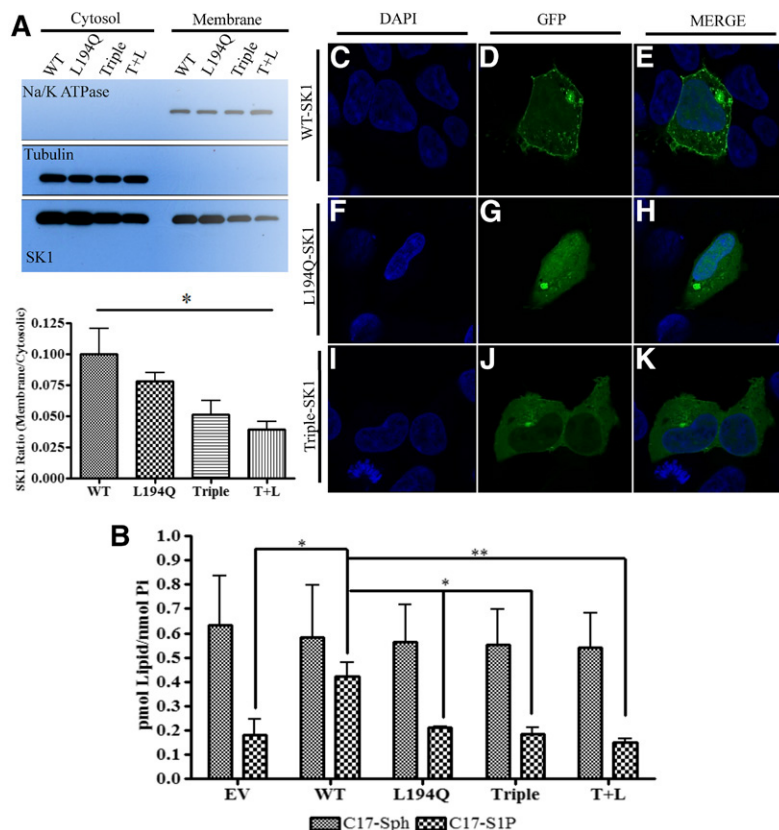 A
Cytosol Membrane
WT L194Q Triple T+L WT L194Q Triple T+L
Na/K ATPase
Tubulin
SK1
*
SK1 Ratio (Membrane/Cytosolic)
0.125
0.100
0.075
0.050
0.025
0.000
WT L194Q Triple T+L
DAPI GFP MERGE
WT-SK1
C D E
L194Q-SK1
F G H
Triple-SK1
I J K
B
pmol Lipid/nmol Pi
1.0
0.9
0.8
0.7
0.6
0.5
0.4
0.3
0.2
0.1
0.0
* ** *
EV WT L194Q Triple T+L
C17-Sph C17-S1P